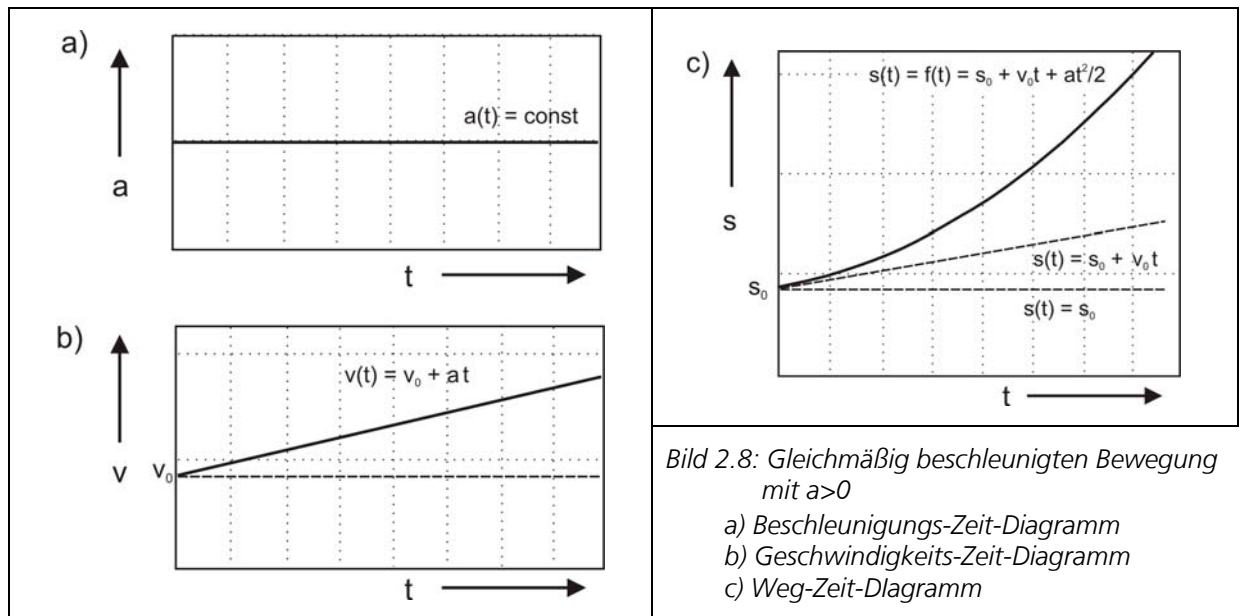 a)
a(t) = const
a
t
b)
v(t) = v₀ + at
v
v₀
t
c)
s(t) = f(t) = s₀ + v₀t + at²/2
s
s(t) = s₀ + v₀t
s₀
s(t) = s₀
t
Bild 2.8: Gleichmäßig beschleunigten Bewegung
mit a>0
a) Beschleunigungs-Zeit-Diagramm
b) Geschwindigkeits-Zeit-Diagramm
c) Weg-Zeit-DIagramm